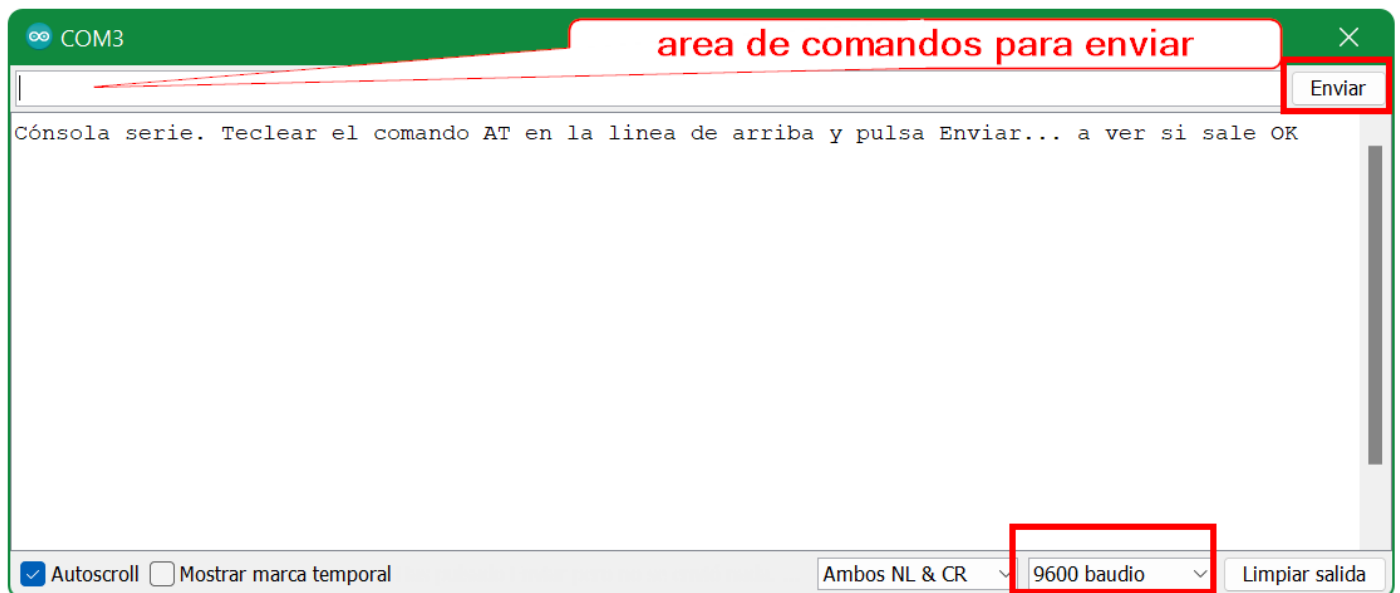 COM3
area de comandos para enviar
Enviar
Cónsola serie. Teclear el comando AT en la linea de arriba y pulsa Enviar... a ver si sale OK
Autoscroll Mostrar marca temporal Ambos NL & CR 9600 baudio Limpiar salida